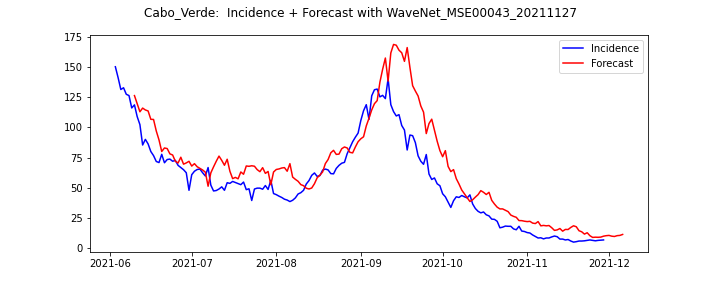 Cabo_Verde:  Incidence + Forecast with WaveNet_MSE00043_20211127
175
150
125
100
75
50
25
0
Incidence
Forecast
2021-06 2021-07 2021-08 2021-09 2021-10 2021-11 2021-12